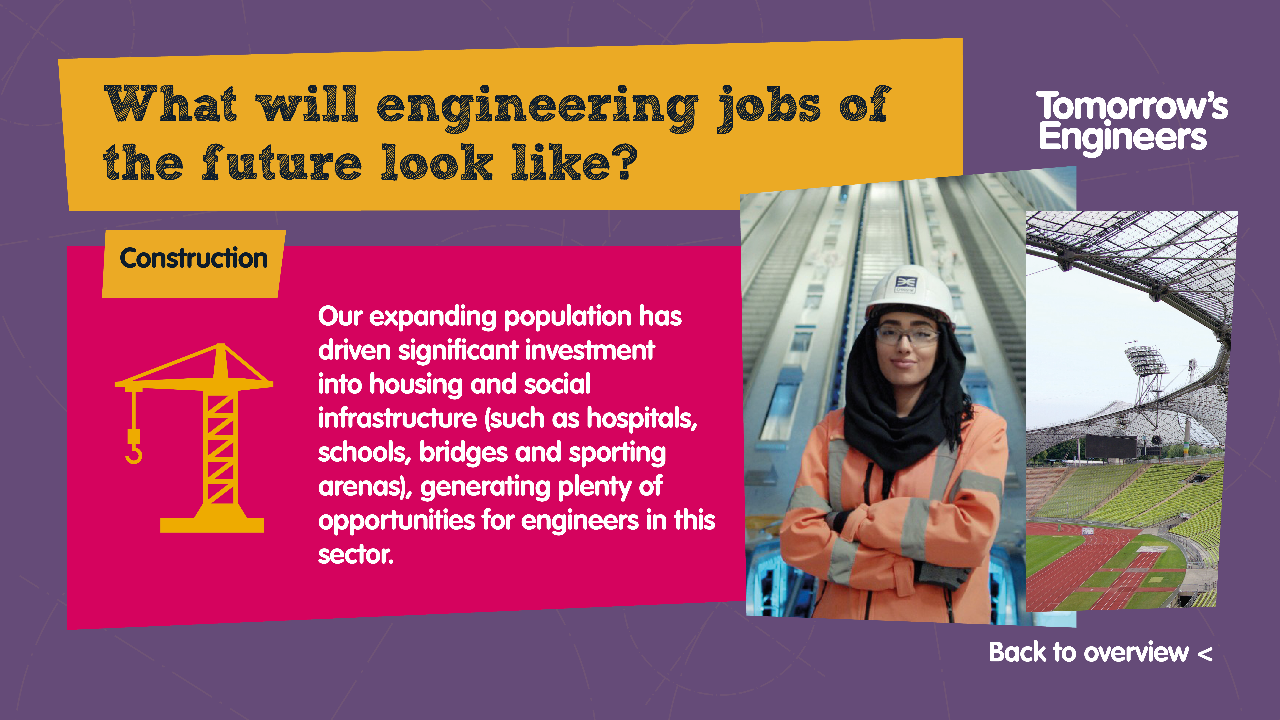 What will engineering jobs of
the future look like?
Tomorrow's
Engineers
Construction
Our expanding population has
driven significant investment
into housing and social
infrastructure (such as hospitals,
schools, bridges and sporting
arenas), generating plenty of
opportunities for engineers in this
sector.
Back to overview <